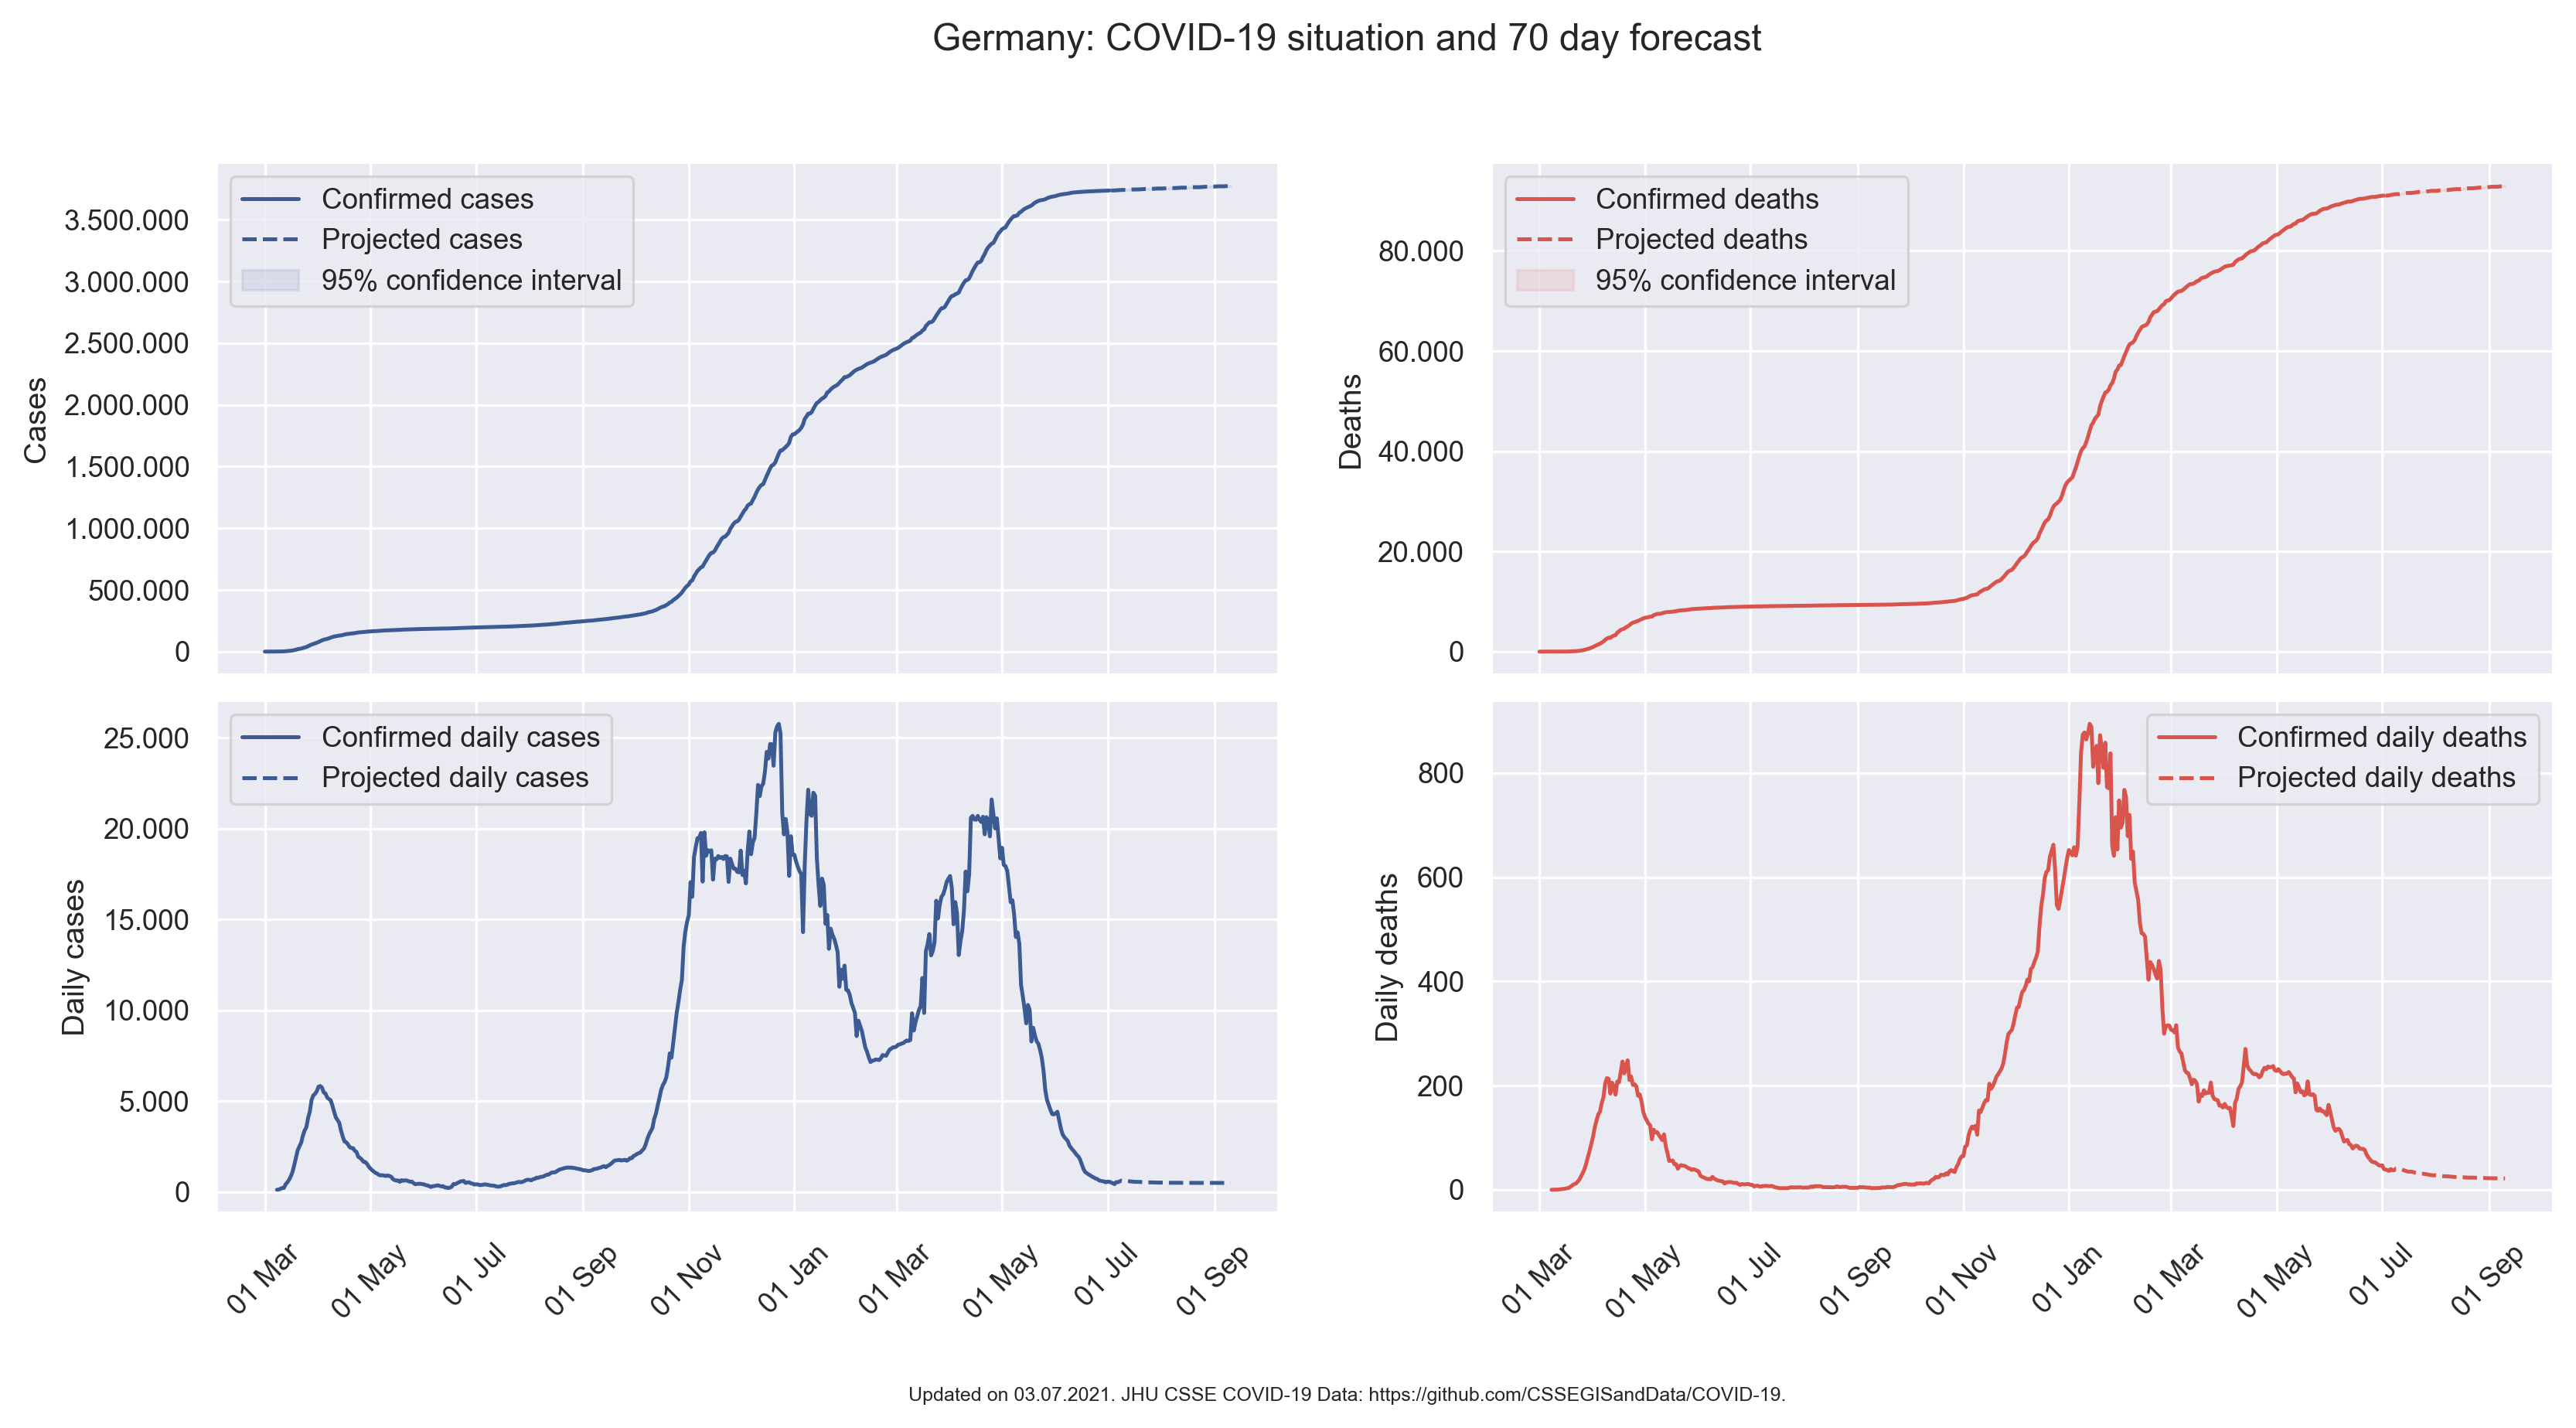 Germany: COVID-19 situation and 70 day forecast
Confirmed cases
Projected cases
95% confidence interval
Cases
3.500.000
3.000.000
2.500.000
2.000.000
1.500.000
1.000.000
500.000
0
Confirmed deaths
Projected deaths
95% confidence interval
Deaths
80.000
60.000
40.000
20.000
0
Confirmed daily cases
Projected daily cases
Daily cases
25.000
20.000
15.000
10.000
5.000
0
01 Mar
01 May
01 Jul
01 Sep
01 Nov
01 Jan
01 Mar
01 May
01 Jul
01 Sep
Confirmed daily deaths
Projected daily deaths
Daily deaths
800
600
400
200
0
01 Mar
01 May
01 Jul
01 Sep
01 Nov
01 Jan
01 Mar
01 May
01 Jul
01 Sep
Updated on 03.07.2021. JHU CSSE COVID-19 Data: https://github.com/CSSEGISandData/COVID-19.